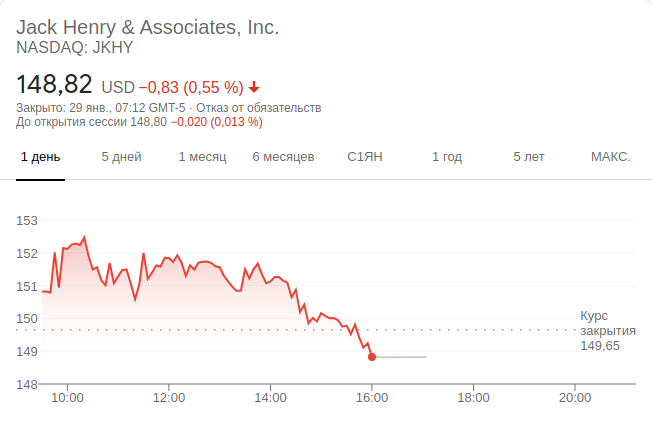 Jack Henry & Associates, Inc.
NASDAQ: JKHY
148,82 USD −0,83 (0,55 %)
Закрыто: 29 янв., 07:12 GMT-5 · Отказ от обязательств
До открытия сессии 148,80 −0,020 (0,013 %)
1 день 5 дней 1 месяц 6 месяцев С1ЯН 1 год 5 лет МАКС.
153
152
151
150
149
148
Курс
закрытия
149,65
10:00 12:00 14:00 16:00 18:00 20:00